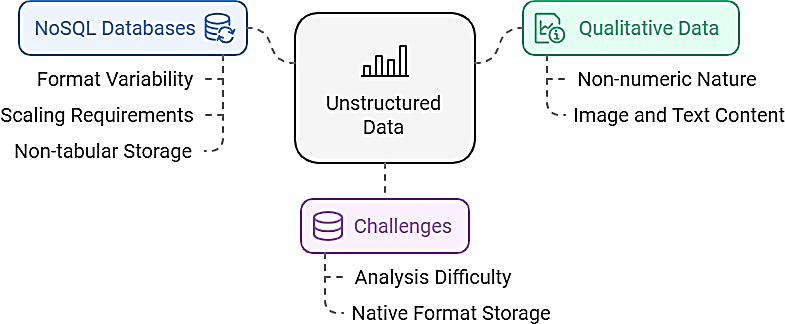 NoSQL Databases
Format Variability
Scaling Requirements
Non-tabular Storage
Unstructured
Data
Qualitative Data
Non-numeric Nature
Image and Text Content
Challenges
Analysis Difficulty
Native Format Storage